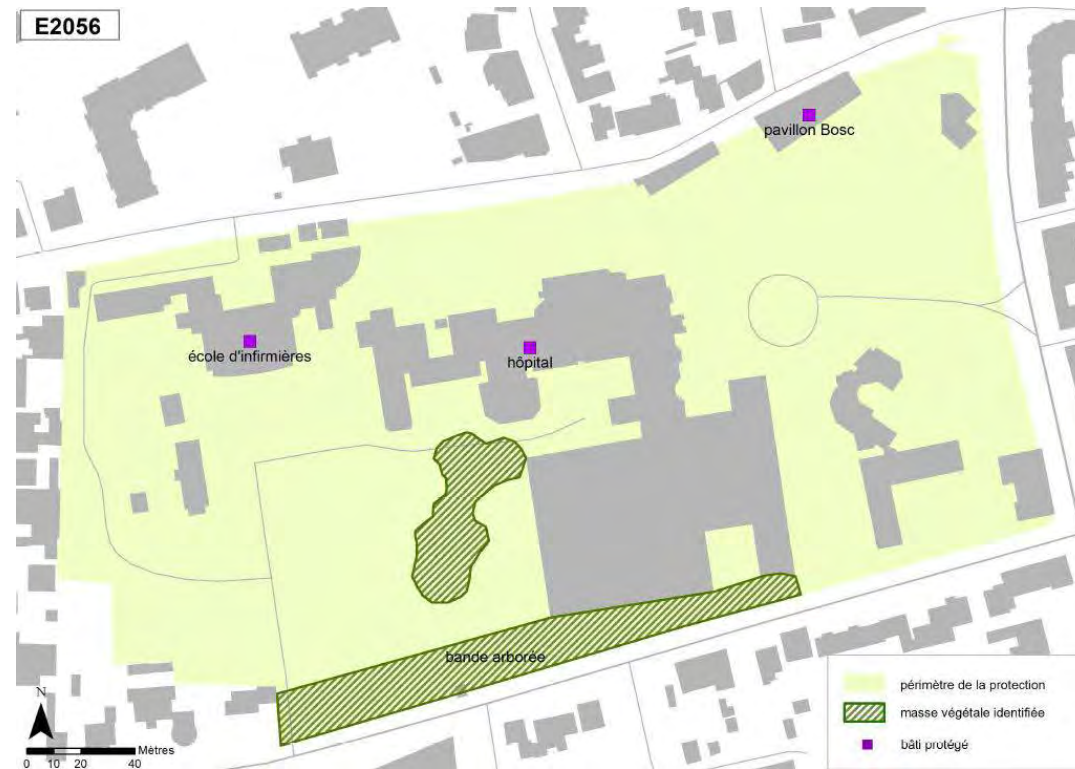 E2056
pavillon Bosc
école d'infirmières
hôpital
bande arborée
périmètre de la protection
masse végétale identifiée
bâti protégé
N
Mètres
0 10 20 40